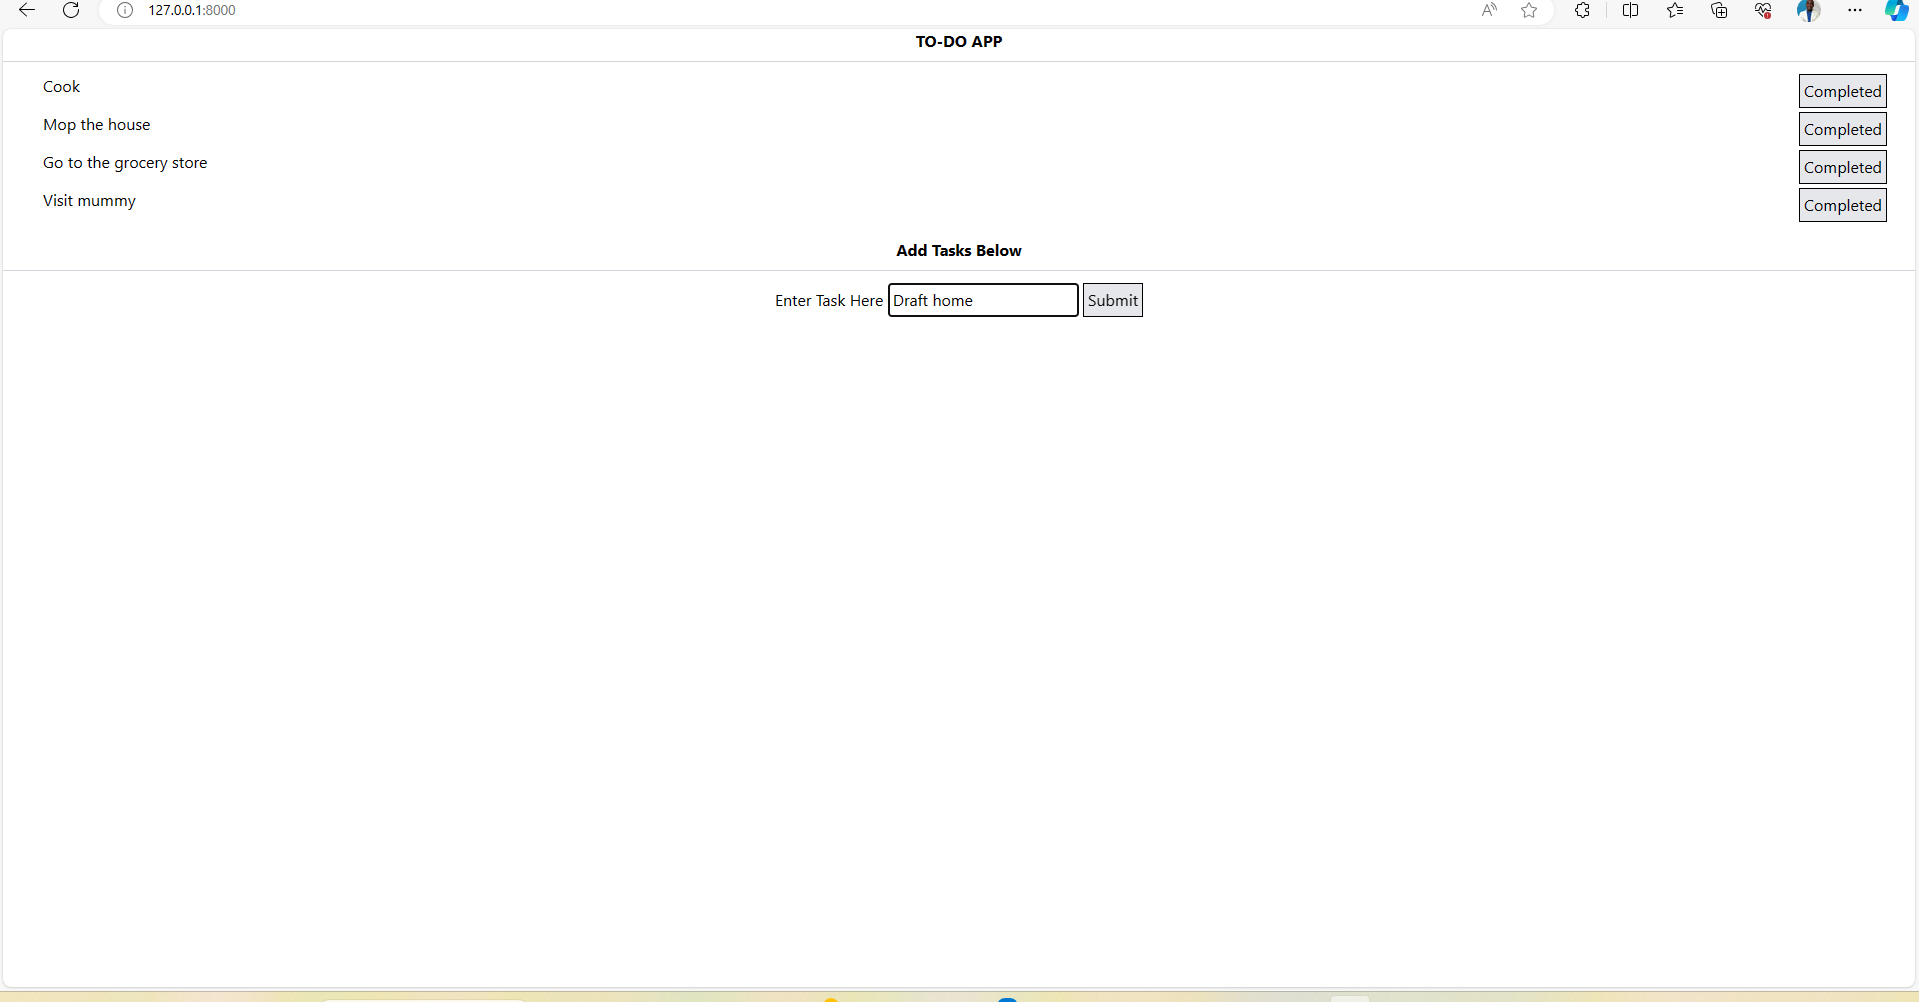 127.0.0.1:8000
TO-DO APP
Cook Completed
Mop the house Completed
Go to the grocery store Completed
Visit mummy Completed
Add Tasks Below
Enter Task Here Draft home Submit